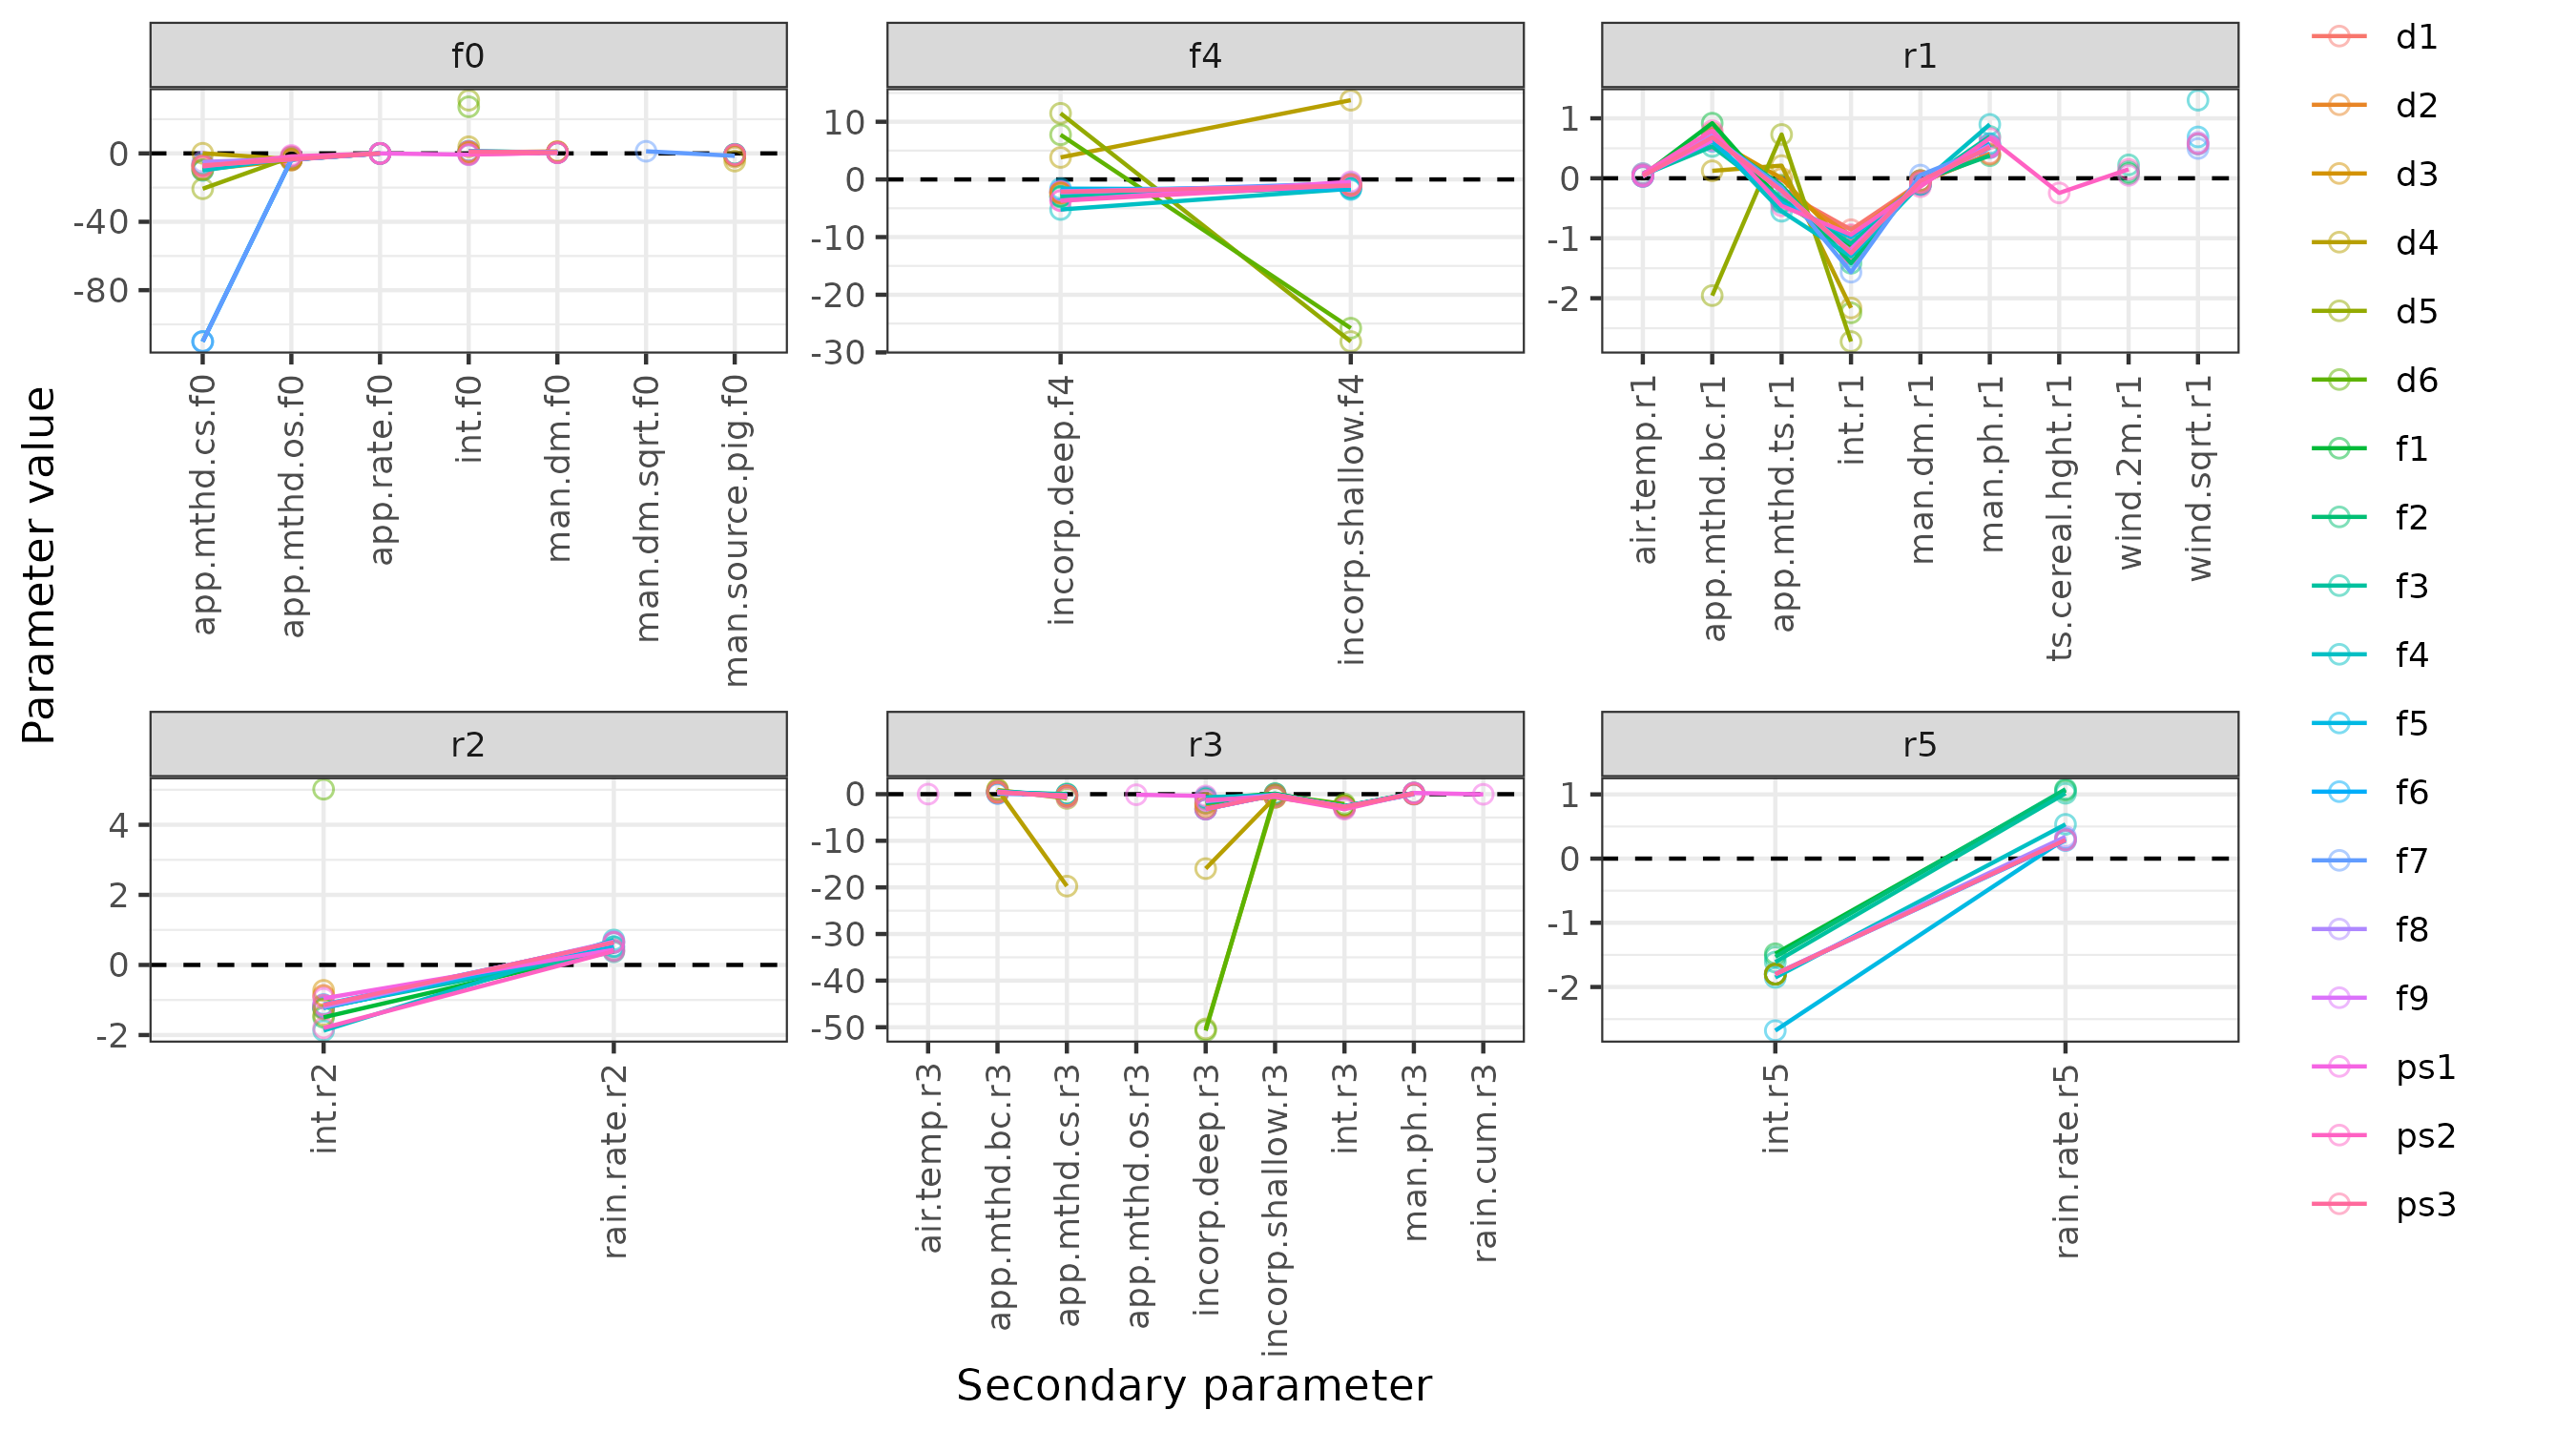 f0
f4
r1
0
-40
-80
10
0
-10
-20
-30
1
0
-1
-2
app.mthd.cs.f0
app.mthd.os.f0
app.rate.f0
int.f0
man.dm.f0
man.dm.sqrt.f0
man.source.pig.f0
incorp.deep.f4
incorp.shallow.f4
air.temp.r1
app.mthd.bc.r1
app.mthd.ts.r1
int.r1
man.dm.r1
man.ph.r1
ts.cereal.hght.r1
wind.2m.r1
wind.sqrt.r1
Parameter value
r2
r3
r5
4
2
0
-2
0
-10
-20
-30
-40
-50
1
0
-1
-2
int.r2
rain.rate.r2
air.temp.r3
app.mthd.bc.r3
app.mthd.cs.r3
app.mthd.os.r3
incorp.deep.r3
incorp.shallow.r3
int.r3
man.ph.r3
rain.cum.r3
int.r5
rain.rate.r5
Secondary parameter
d1
d2
d3
d4
d5
d6
f1
f2
f3
f4
f5
f6
f7
f8
f9
ps1
ps2
ps3